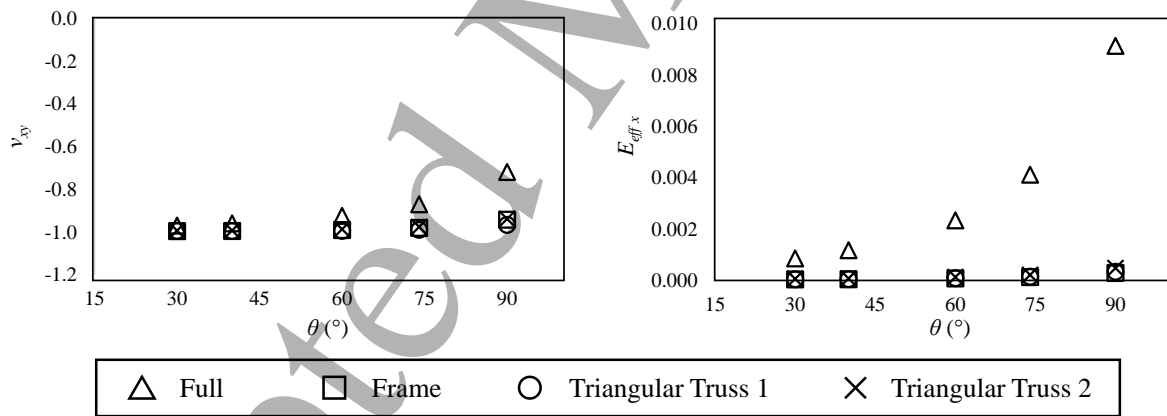 0.0
-0.2
-0.4
-0.6
-0.8
-1.0
-1.2
ν_xy
15 30 45 60 75 90
θ (°)
0.010
0.008
0.006
0.004
0.002
0.000
E_eff x
15 30 45 60 75 90
θ (°)
Full Frame Triangular Truss 1 Triangular Truss 2